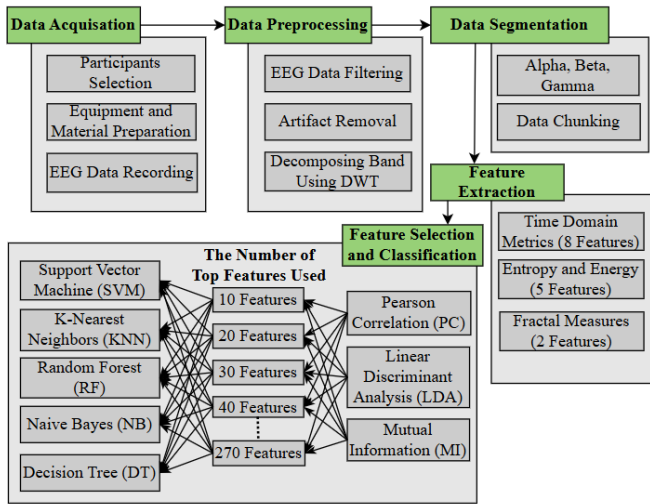 Data Acquisation
Participants
Selection
Equipment and
Material Preparation
EEG Data Recording
Data Preprocessing
EEG Data Filtering
Artifact Removal
Decomposing Band
Using DWT
Data Segmentation
Alpha, Beta,
Gamma
Data Chunking
Feature
Extraction
Time Domain
Metrics (8 Features)
Entropy and Energy
(5 Features)
Fractal Measures
(2 Features)
Feature Selection
and Classification
Pearson
Correlation (PC)
Linear
Discriminant
Analysis (LDA)
Mutual
Information (MI)
The Number of
Top Features Used
10 Features
20 Features
30 Features
40 Features
270 Features
Support Vector
Machine (SVM)
K-Nearest
Neighbors (KNN)
Random Forest
(RF)
Naive Bayes (NB)
Decision Tree (DT)